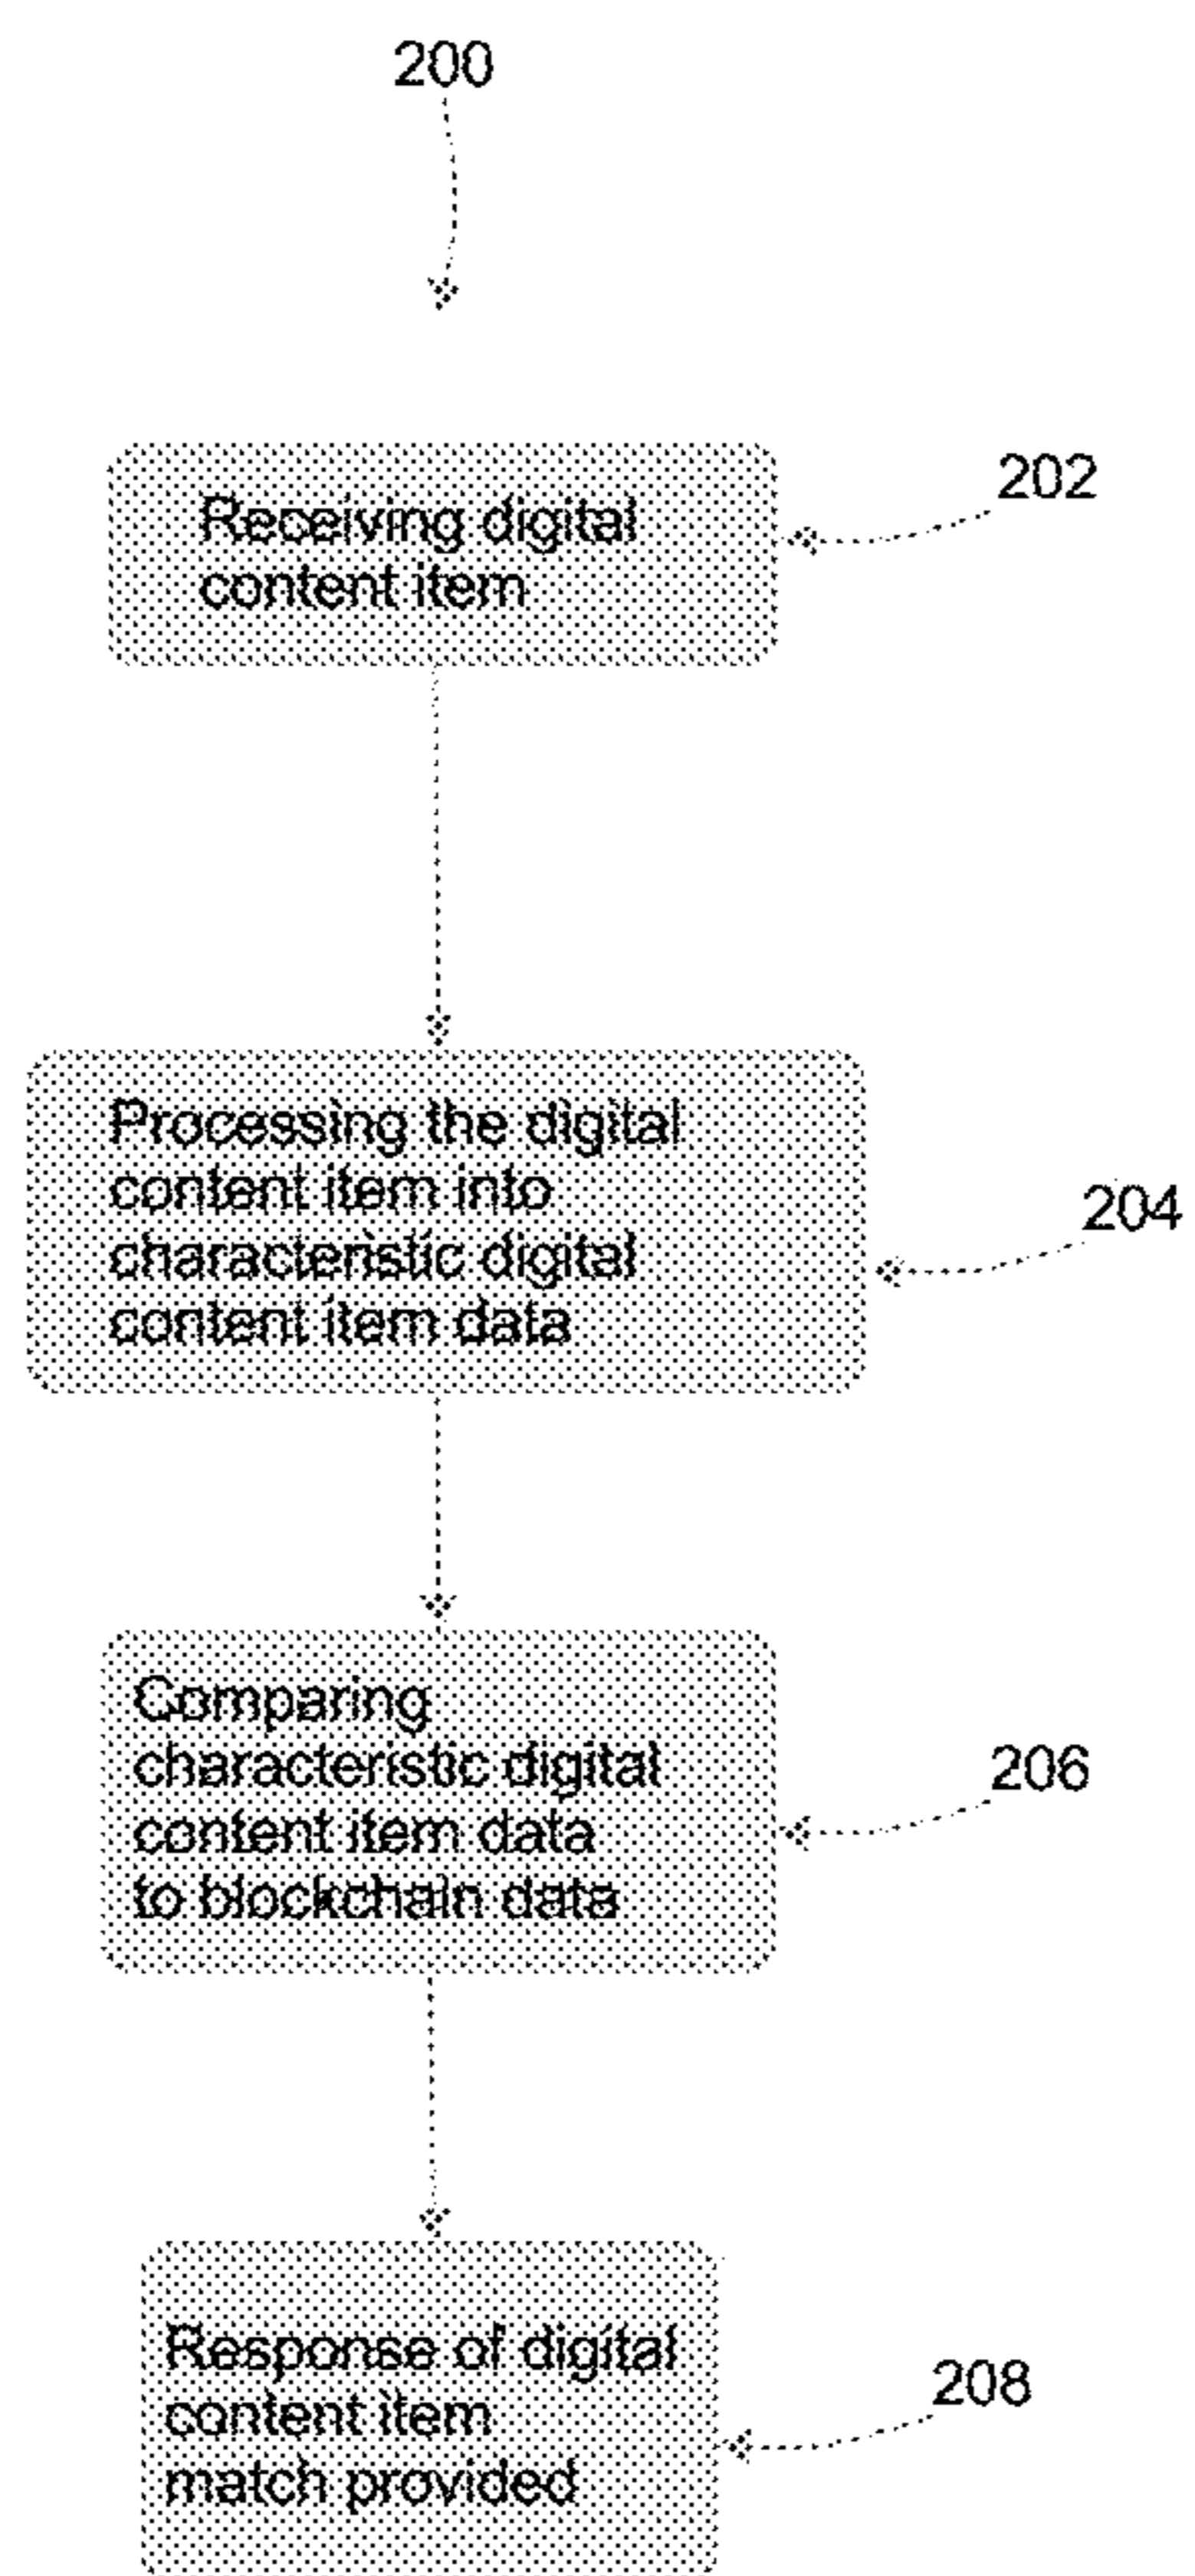 200
Receiving digital
content item
202
Processing the digital
content item into
characteristic digital
content item data
204
Comparing
characteristic digital
content item data
to blockchain data
206
Response of digital
content item
match provided
208